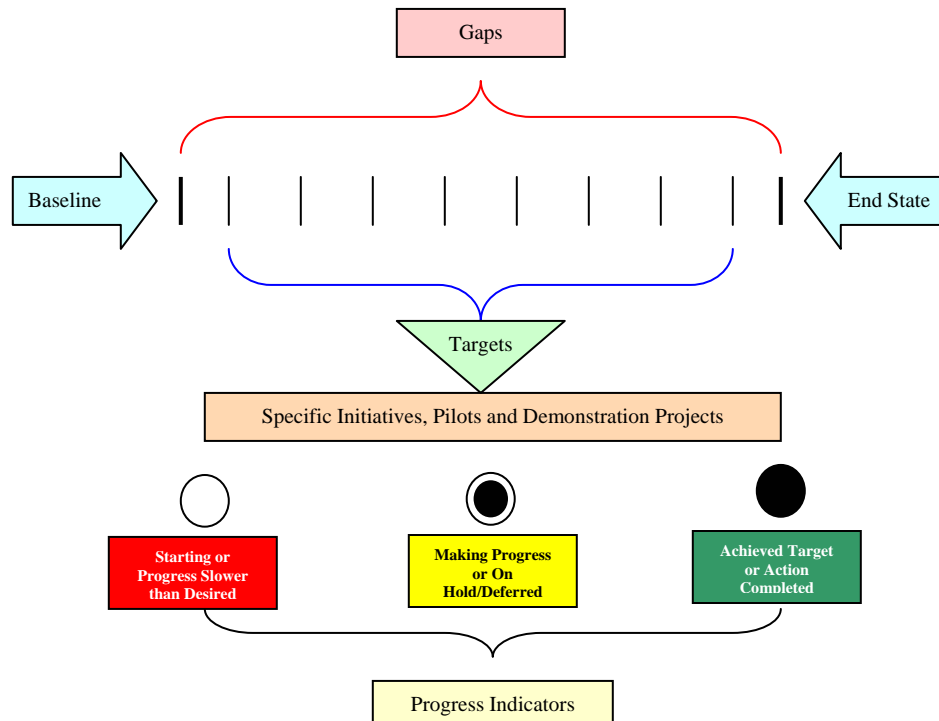 Gaps
Baseline
End State
Targets
Specific Initiatives, Pilots and Demonstration Projects
Starting or
Progress Slower
than Desired
Making Progress
or On
Hold/Deferred
Achieved Target
or Action
Completed
Progress Indicators